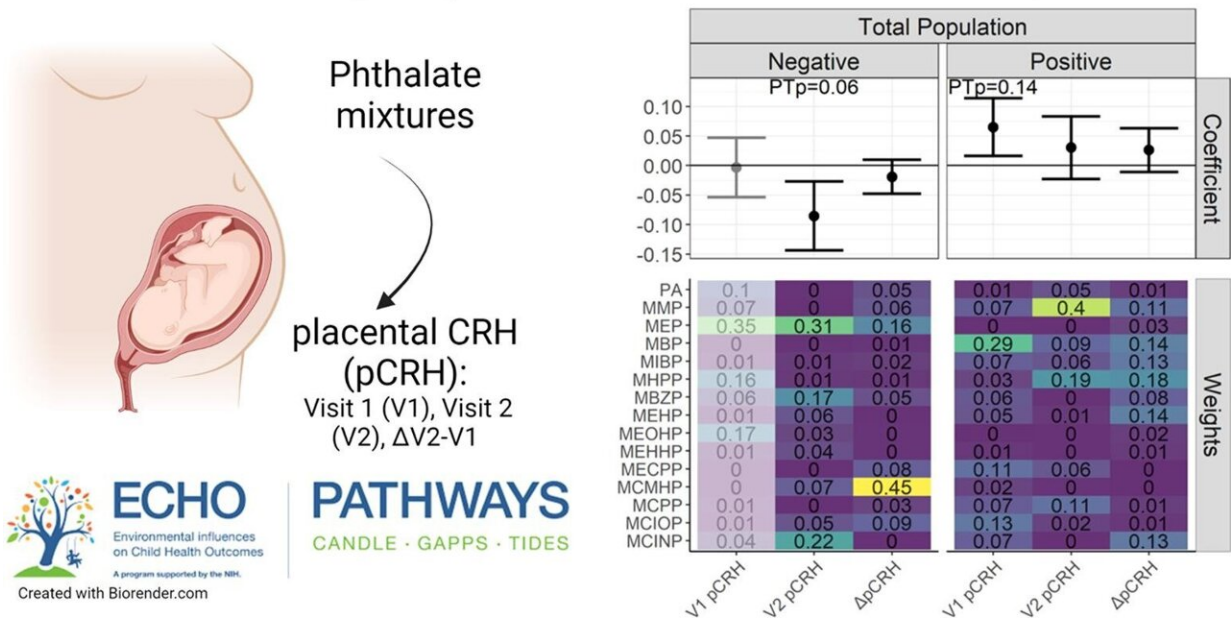 Phthalate
mixtures
placental CRH
(pCRH):
Visit 1 (V1), Visit 2
(V2), ΔV2-V1
ECHO
Environmental influences
on Child Health Outcomes
A program supported by the NIH.
PATHWAYS
CANDLE · GAPPS · TIDES
Created with Biorender.com
Total Population
Negative Positive
PTp=0.06 PTp=0.14
0.10
0.05
0.00
-0.05
-0.10
-0.15
Coefficient
PA 0.1 0 0.05 0.01 0.05 0.01
MMP 0.07 0 0.06 0.07 0.4 0.11
MEP 0.35 0.31 0.16 0 0 0.03
MBP 0 0 0.01 0.29 0.09 0.14
MIBP 0.01 0.01 0.02 0.07 0.06 0.13
MHPP 0.16 0.01 0.01 0.03 0.19 0.18
MBZP 0.06 0.17 0.05 0.06 0 0.08
MEHP 0.01 0.06 0 0.05 0.01 0.14
MEOHP 0.17 0.03 0 0 0 0.02
MEHHP 0.01 0.04 0 0.01 0 0.01
MECPP 0 0 0.08 0.11 0.06 0
MCMHP 0 0.07 0.45 0.02 0 0
MCPP 0.01 0 0.03 0.07 0.11 0.01
MCIOP 0.01 0.05 0.09 0.13 0.02 0.01
MCINP 0.04 0.22 0 0.07 0 0.13
Weights
V1 pCRH V2 pCRH ΔpCRH V1 pCRH V2 pCRH ΔpCRH